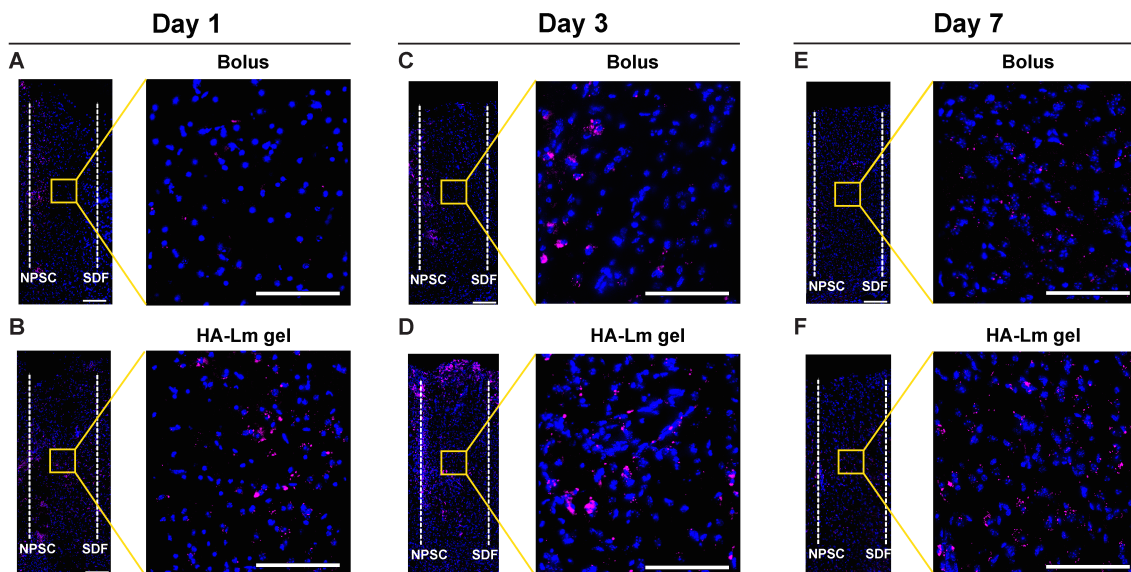 Day 1
Day 3
Day 7
A
Bolus
C
Bolus
E
Bolus
NPSC
SDF
NPSC
SDF
NPSC
SDF
B
HA-Lm gel
D
HA-Lm gel
F
HA-Lm gel
NPSC
SDF
NPSC
SDF
NPSC
SDF